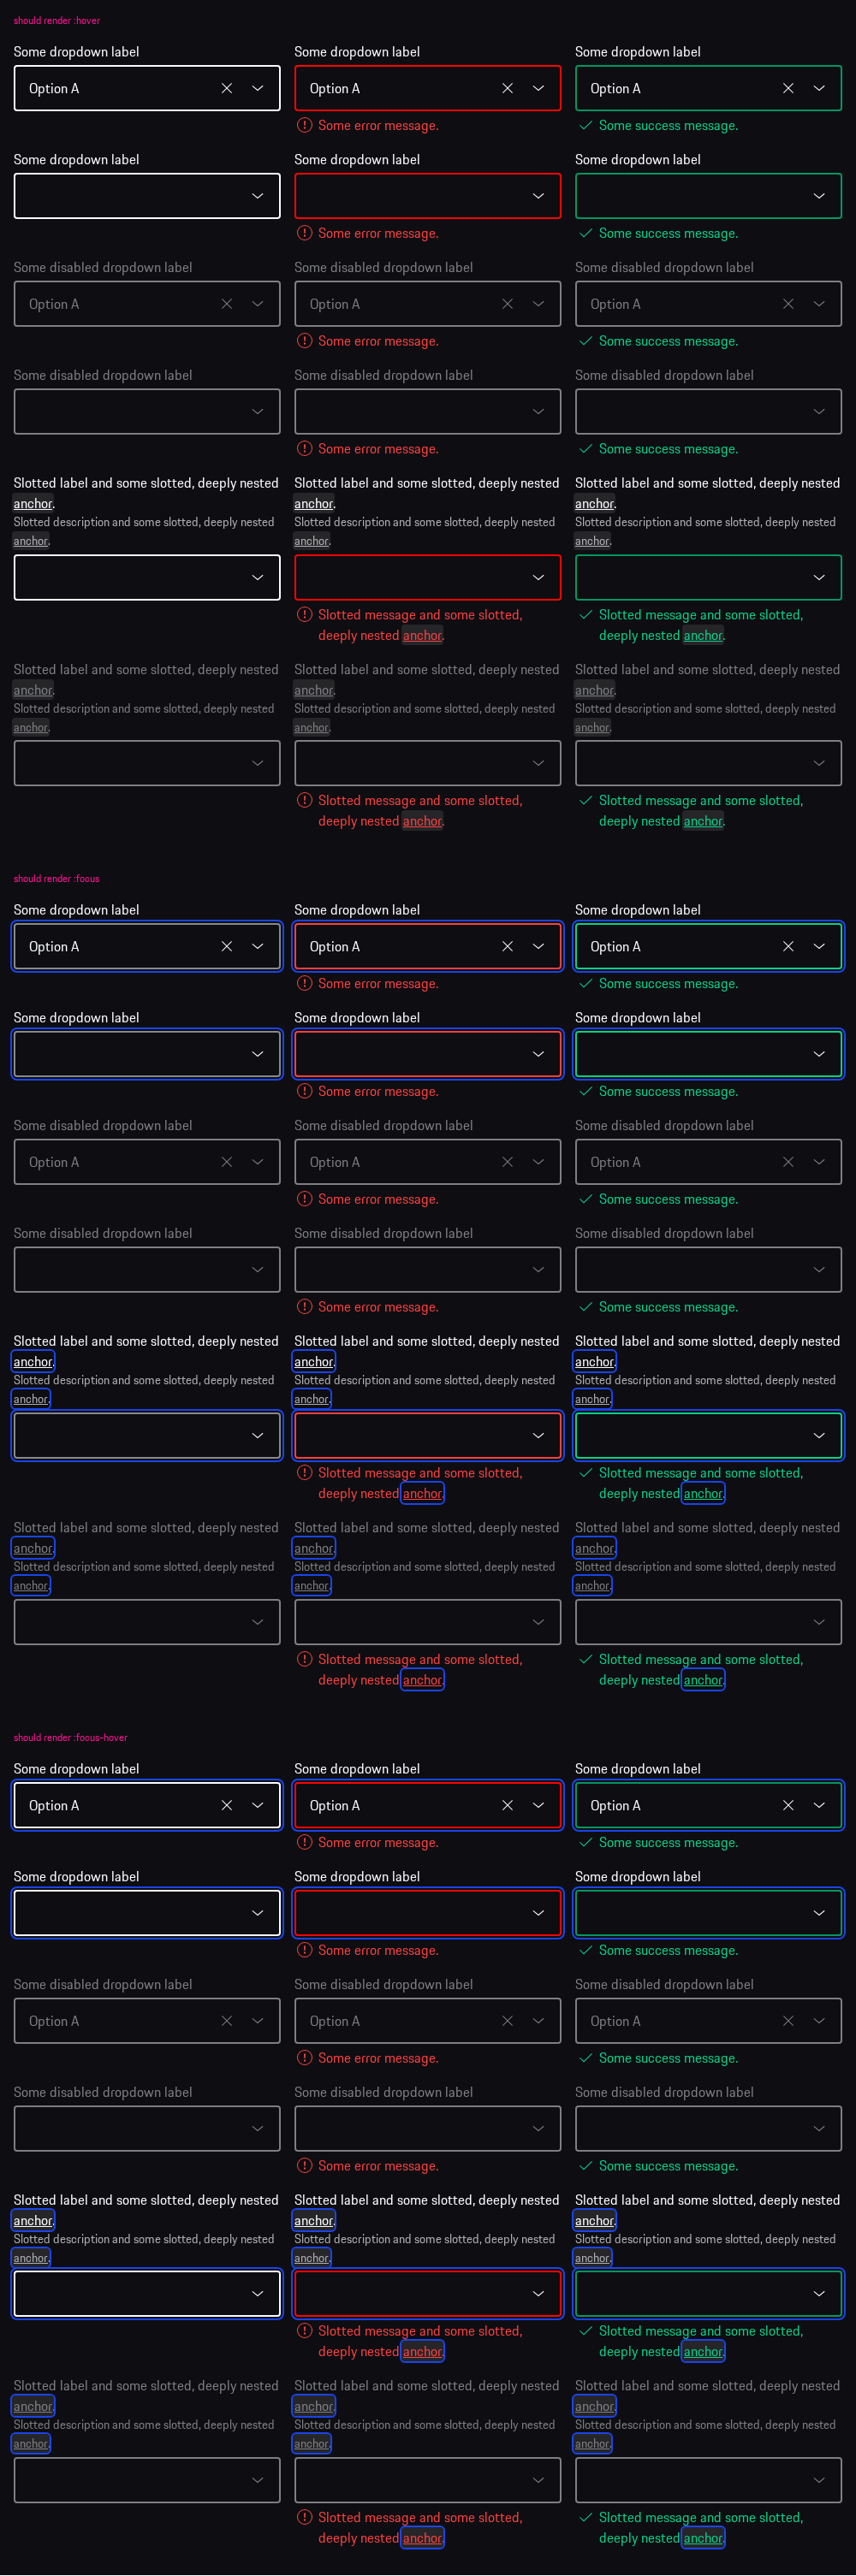 should render :hover
Some dropdown label Some dropdown label Some dropdown label
Option A Option A Option A
Some error message. Some success message.
Some dropdown label Some dropdown label Some dropdown label
Some error message. Some success message.
Some disabled dropdown label Some disabled dropdown label Some disabled dropdown label
Option A Option A Option A
Some error message. Some success message.
Some disabled dropdown label Some disabled dropdown label Some disabled dropdown label
Some error message. Some success message.
Slotted label and some slotted, deeply nested Slotted label and some slotted, deeply nested Slotted label and some slotted, deeply nested
anchor. anchor. anchor.
Slotted description and some slotted, deeply nested Slotted description and some slotted, deeply nested Slotted description and some slotted, deeply nested
anchor. anchor. anchor.
Slotted message and some slotted, Slotted message and some slotted,
deeply nested anchor. deeply nested anchor.
Slotted label and some slotted, deeply nested Slotted label and some slotted, deeply nested Slotted label and some slotted, deeply nested
anchor. anchor. anchor.
Slotted description and some slotted, deeply nested Slotted description and some slotted, deeply nested Slotted description and some slotted, deeply nested
anchor. anchor. anchor.
Slotted message and some slotted, Slotted message and some slotted,
deeply nested anchor. deeply nested anchor.
should render :focus
Some dropdown label Some dropdown label Some dropdown label
Option A Option A Option A
Some error message. Some success message.
Some dropdown label Some dropdown label Some dropdown label
Some error message. Some success message.
Some disabled dropdown label Some disabled dropdown label Some disabled dropdown label
Option A Option A Option A
Some error message. Some success message.
Some disabled dropdown label Some disabled dropdown label Some disabled dropdown label
Some error message. Some success message.
Slotted label and some slotted, deeply nested Slotted label and some slotted, deeply nested Slotted label and some slotted, deeply nested
anchor. anchor. anchor.
Slotted description and some slotted, deeply nested Slotted description and some slotted, deeply nested Slotted description and some slotted, deeply nested
anchor. anchor. anchor.
Slotted message and some slotted, Slotted message and some slotted,
deeply nested anchor. deeply nested anchor.
Slotted label and some slotted, deeply nested Slotted label and some slotted, deeply nested Slotted label and some slotted, deeply nested
anchor. anchor. anchor.
Slotted description and some slotted, deeply nested Slotted description and some slotted, deeply nested Slotted description and some slotted, deeply nested
anchor. anchor. anchor.
Slotted message and some slotted, Slotted message and some slotted,
deeply nested anchor. deeply nested anchor.
should render :focus-hover
Some dropdown label Some dropdown label Some dropdown label
Option A Option A Option A
Some error message. Some success message.
Some dropdown label Some dropdown label Some dropdown label
Some error message. Some success message.
Some disabled dropdown label Some disabled dropdown label Some disabled dropdown label
Option A Option A Option A
Some error message. Some success message.
Some disabled dropdown label Some disabled dropdown label Some disabled dropdown label
Some error message. Some success message.
Slotted label and some slotted, deeply nested Slotted label and some slotted, deeply nested Slotted label and some slotted, deeply nested
anchor. anchor. anchor.
Slotted description and some slotted, deeply nested Slotted description and some slotted, deeply nested Slotted description and some slotted, deeply nested
anchor. anchor. anchor.
Slotted message and some slotted, Slotted message and some slotted,
deeply nested anchor. deeply nested anchor.
Slotted label and some slotted, deeply nested Slotted label and some slotted, deeply nested Slotted label and some slotted, deeply nested
anchor. anchor. anchor.
Slotted description and some slotted, deeply nested Slotted description and some slotted, deeply nested Slotted description and some slotted, deeply nested
anchor. anchor. anchor.
Slotted message and some slotted, Slotted message and some slotted,
deeply nested anchor. deeply nested anchor.